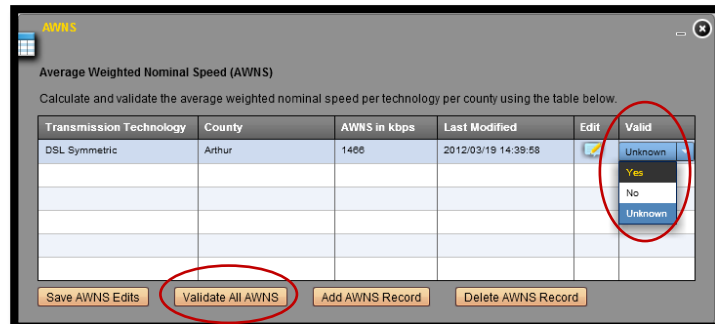 AWNS
Average Weighted Nominal Speed (AWNS)
Calculate and validate the average weighted nominal speed per technology per county using the table below.
Transmission Technology County AWNS in kbps Last Modified Edit Valid
DSL Symmetric Arthur 1466 2012/03/19 14:39:58 Unknown
Yes
No
Unknown
Save AWNS Edits Validate All AWNS Add AWNS Record Delete AWNS Record